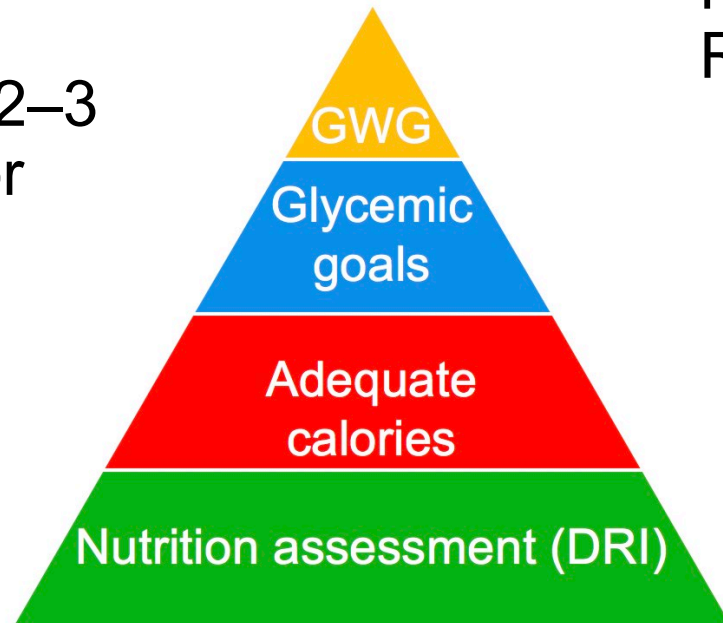 2–3
GWG
Glycemic
goals
Adequate
calories
Nutrition assessment (DRI)